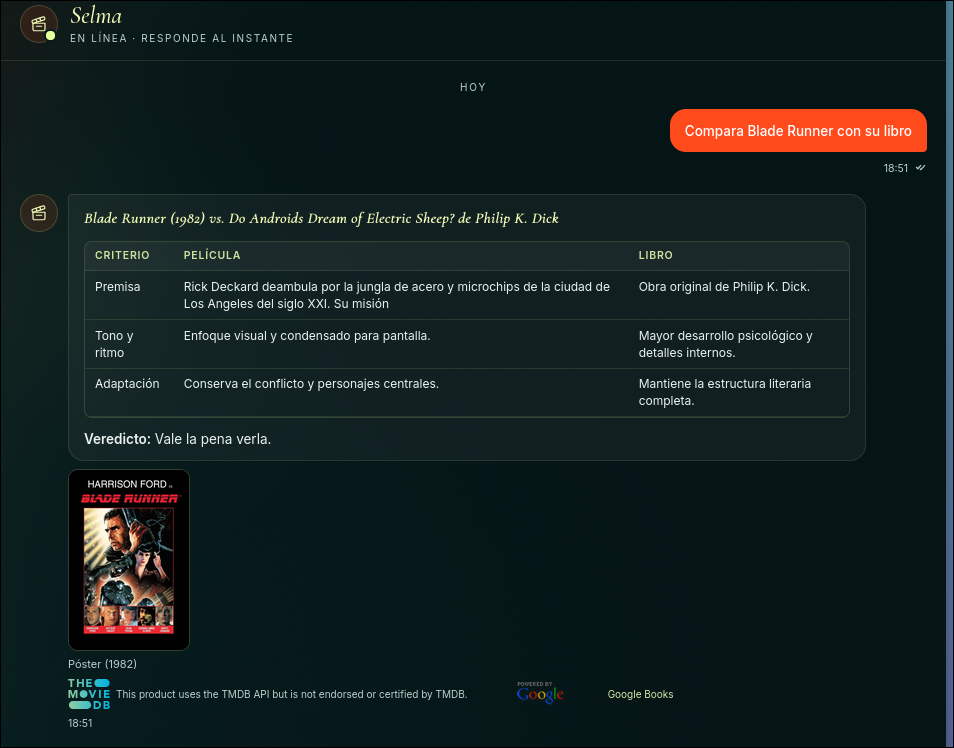 Selma
EN LÍNEA · RESPONDE AL INSTANTE
HOY
Compara Blade Runner con su libro
18:51
Blade Runner (1982) vs. Do Androids Dream of Electric Sheep? de Philip K. Dick
CRITERIO PELÍCULA LIBRO
Premisa Rick Deckard deambula por la jungla de acero y microchips de la ciudad de Obra original de Philip K. Dick.
Los Angeles del siglo XXI. Su misión
Tono y Enfoque visual y condensado para pantalla. Mayor desarrollo psicológico y
ritmo detalles internos.
Adaptación Conserva el conflicto y personajes centrales. Mantiene la estructura literaria
completa.
Veredicto: Vale la pena verla.
HARRISON FORD
BLADE RUNNER
Póster (1982)
THE
MOVIE
DB
This product uses the TMDB API but is not endorsed or certified by TMDB.
POWERED BY
Google
Google Books
18:51